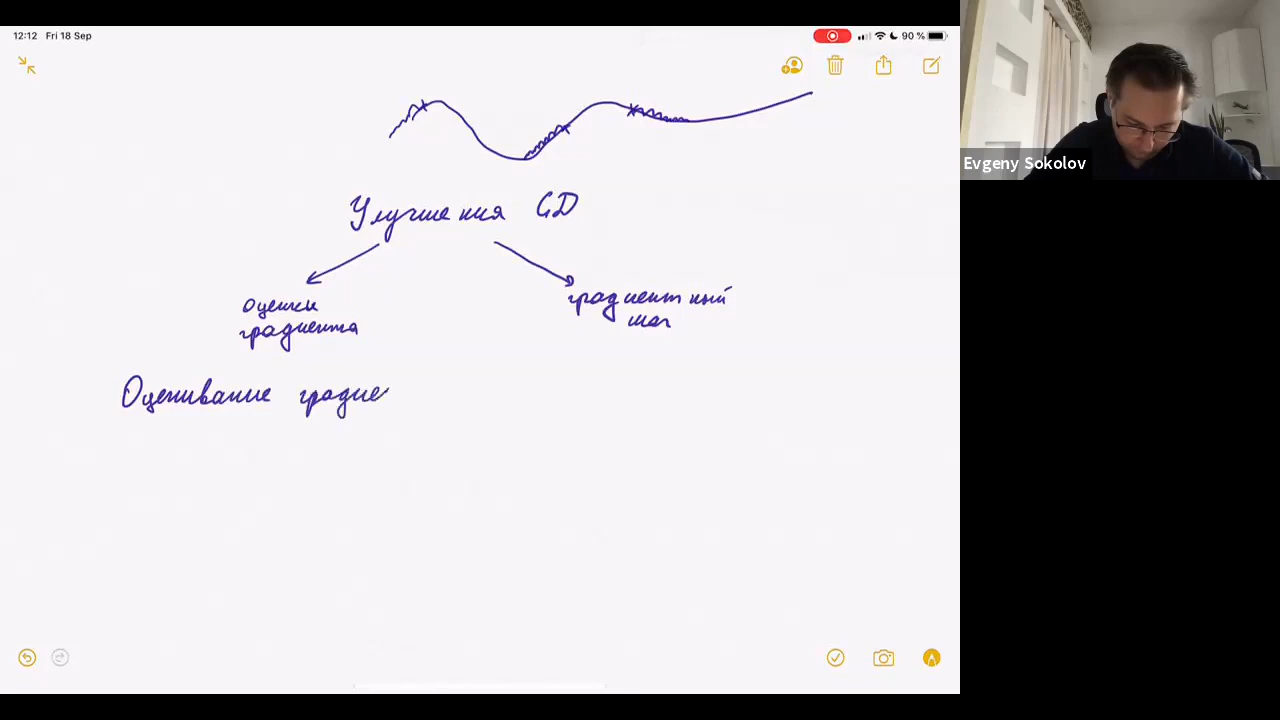 12:12 Fri 18 Sep
90 %
Evgeny Sokolov
Улучшения GD
оценки
градиента
градиентный
шаг
Оценивание градие